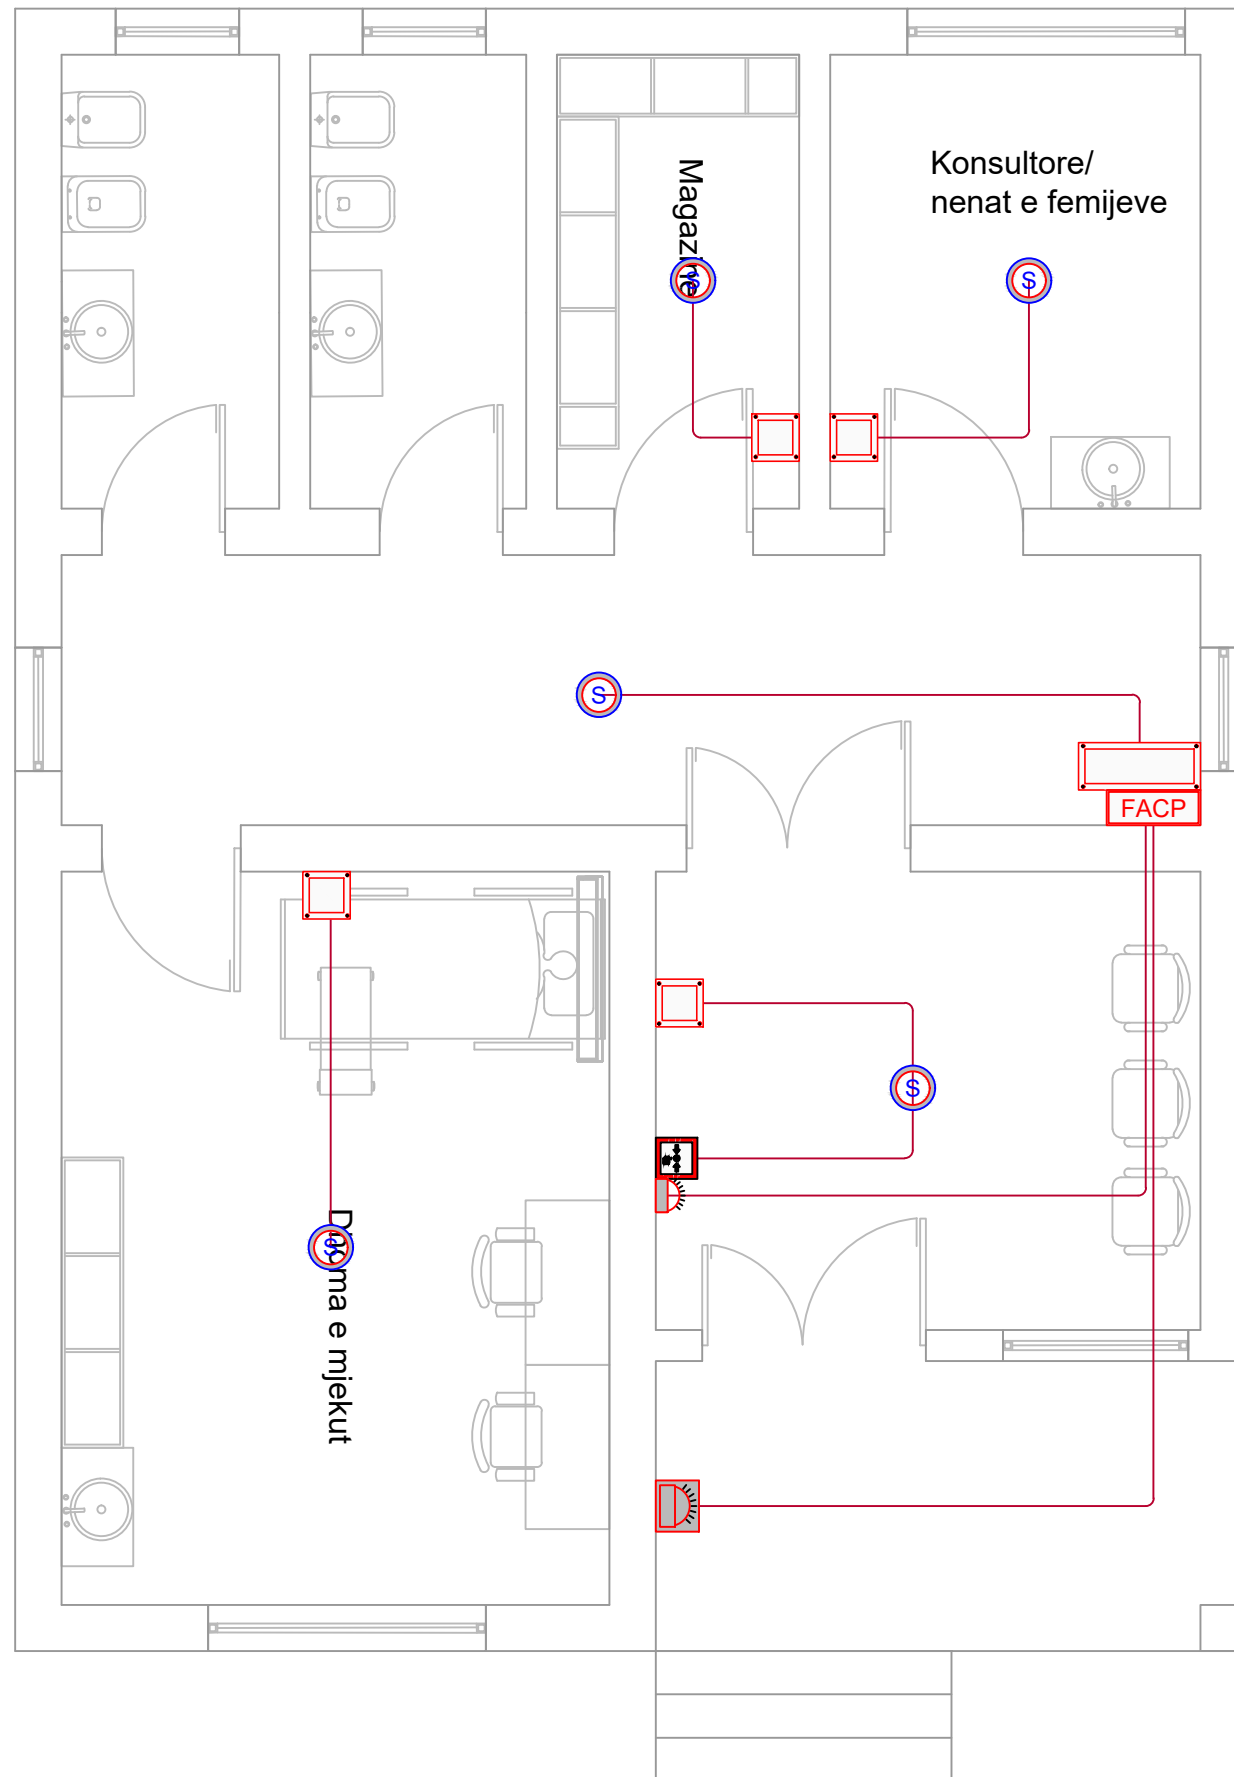 Konsultore/
nenat e femijeve
Magazine
S
S
S
FACP
S
S
Dhoma e mjekut